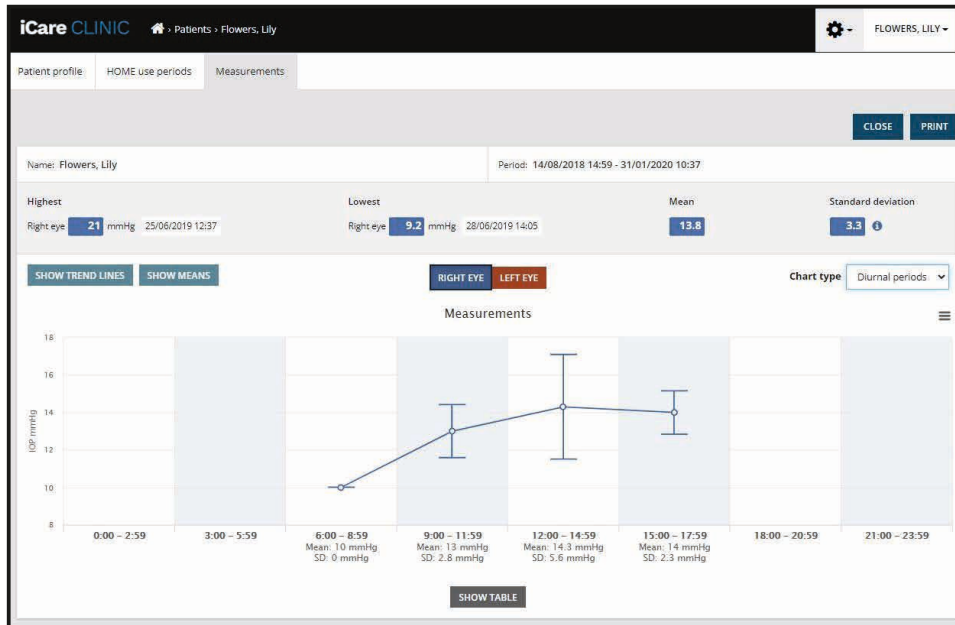 iCare CLINIC › Patients › Flowers, Lily FLOWERS, LILY
Patient profile HOME use periods Measurements
CLOSE PRINT
Name: Flowers, Lily Period: 14/08/2018 14:59 - 31/01/2020 10:37
Highest Lowest Mean Standard deviation
Right eye 21 mmHg 25/06/2019 12:37 Right eye 9.2 mmHg 28/06/2019 14:05 13.8 3.3 i
SHOW TREND LINES SHOW MEANS RIGHT EYE LEFT EYE Chart type Diurnal periods
Measurements
IOP mmHg
18
16
14
12
10
8
0:00 – 2:59 3:00 – 5:59 6:00 – 8:59 9:00 – 11:59 12:00 – 14:59 15:00 – 17:59 18:00 – 20:59 21:00 – 23:59
Mean: 10 mmHg Mean: 13 mmHg Mean: 14.3 mmHg Mean: 14 mmHg
SD: 0 mmHg SD: 2.8 mmHg SD: 5.6 mmHg SD: 2.3 mmHg
SHOW TABLE